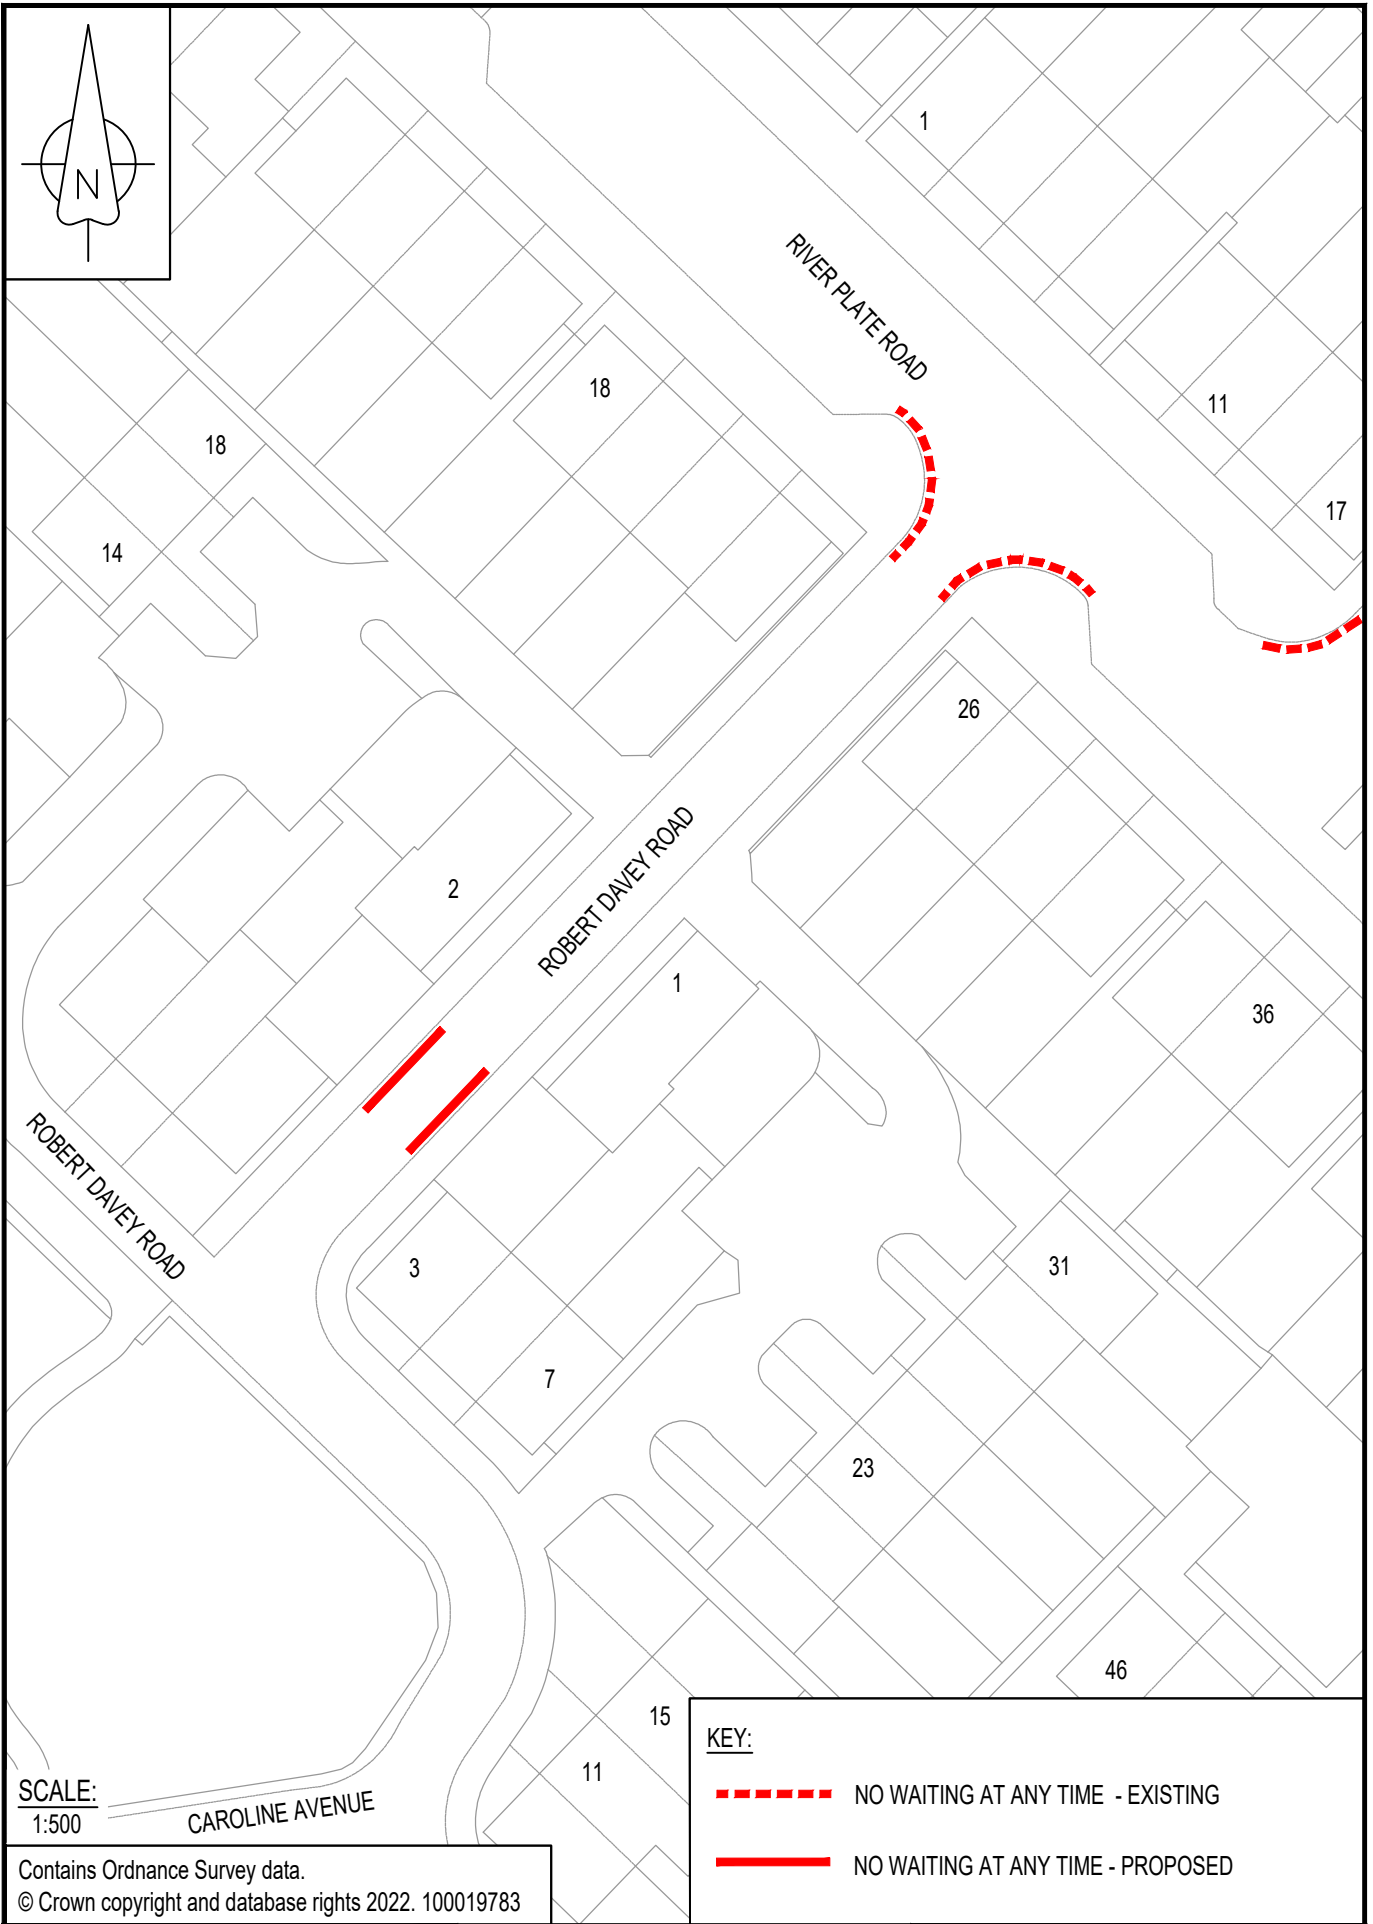 N
1
RIVER PLATE ROAD
18
11
18
17
14
26
2
ROBERT DAVEY ROAD
1
36
ROBERT DAVEY ROAD
3
31
7
23
46
15
11
KEY:
NO WAITING AT ANY TIME - EXISTING
NO WAITING AT ANY TIME - PROPOSED
SCALE:
1:500
CAROLINE AVENUE
Contains Ordnance Survey data.
© Crown copyright and database rights 2022. 100019783